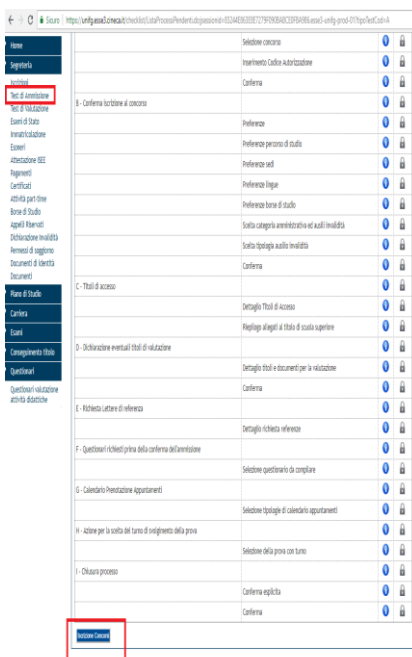 Sicuro
https://unifg.esse3.cineca.it/checklist/ListaProcessiPendenti.do
Home
Segreteria
Iscrizioni
Test di Ammissione
Test di Valutazione
Esami di Stato
Immatricolazione
Esoneri
Attestazione ISEE
Pagamenti
Certificati
Attività part-time
Borse di Studio
Appelli Riservati
Dichiarazione Invalidità
Permessi di soggiorno
Documenti di identità
Documenti
Piano di Studio
Carriera
Esami
Conseguimento titolo
Questionari
Questionari valutazione
attività didattiche
Selezione concorso
Inserimento Codice Autorizzazione
Conferma
B - Conferma iscrizione al concorso
Preferenze
Preferenze percorso di studio
Preferenze sedi
Preferenze lingue
Preferenze borse di studio
Scelta categoria amministrativa ed ausili invalidità
Scelta tipologia ausilio invalidità
Conferma
C - Titoli di accesso
Dettaglio Titoli di Accesso
Riepilogo allegati al titolo di scuola superiore
D - Dichiarazione eventuali titoli di valutazione
Dettaglio titoli e documenti per la valutazione
Conferma
E - Richiesta Lettere di referenza
Dettaglio richiesta referenze
F - Questionari richiesti prima della conferma dell'ammissione
Selezione questionario da compilare
G - Calendario Prenotazione Appuntamenti
Selezione tipologie di calendario appuntamenti
H - Azione per la scelta del turno di svolgimento della prova
Selezione della prova con turno
I - Chiusura processo
Conferma esplicita
Conferma
Iscrizione Concorsi